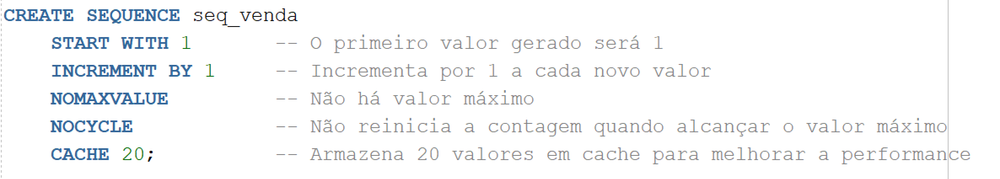 CREATE SEQUENCE seq_venda
    START WITH 1       -- O primeiro valor gerado será 1
    INCREMENT BY 1     -- Incrementa por 1 a cada novo valor
    NOMAXVALUE         -- Não há valor máximo
    NOCYCLE            -- Não reinicia a contagem quando alcançar o valor máximo
    CACHE 20;          -- Armazena 20 valores em cache para melhorar a performance